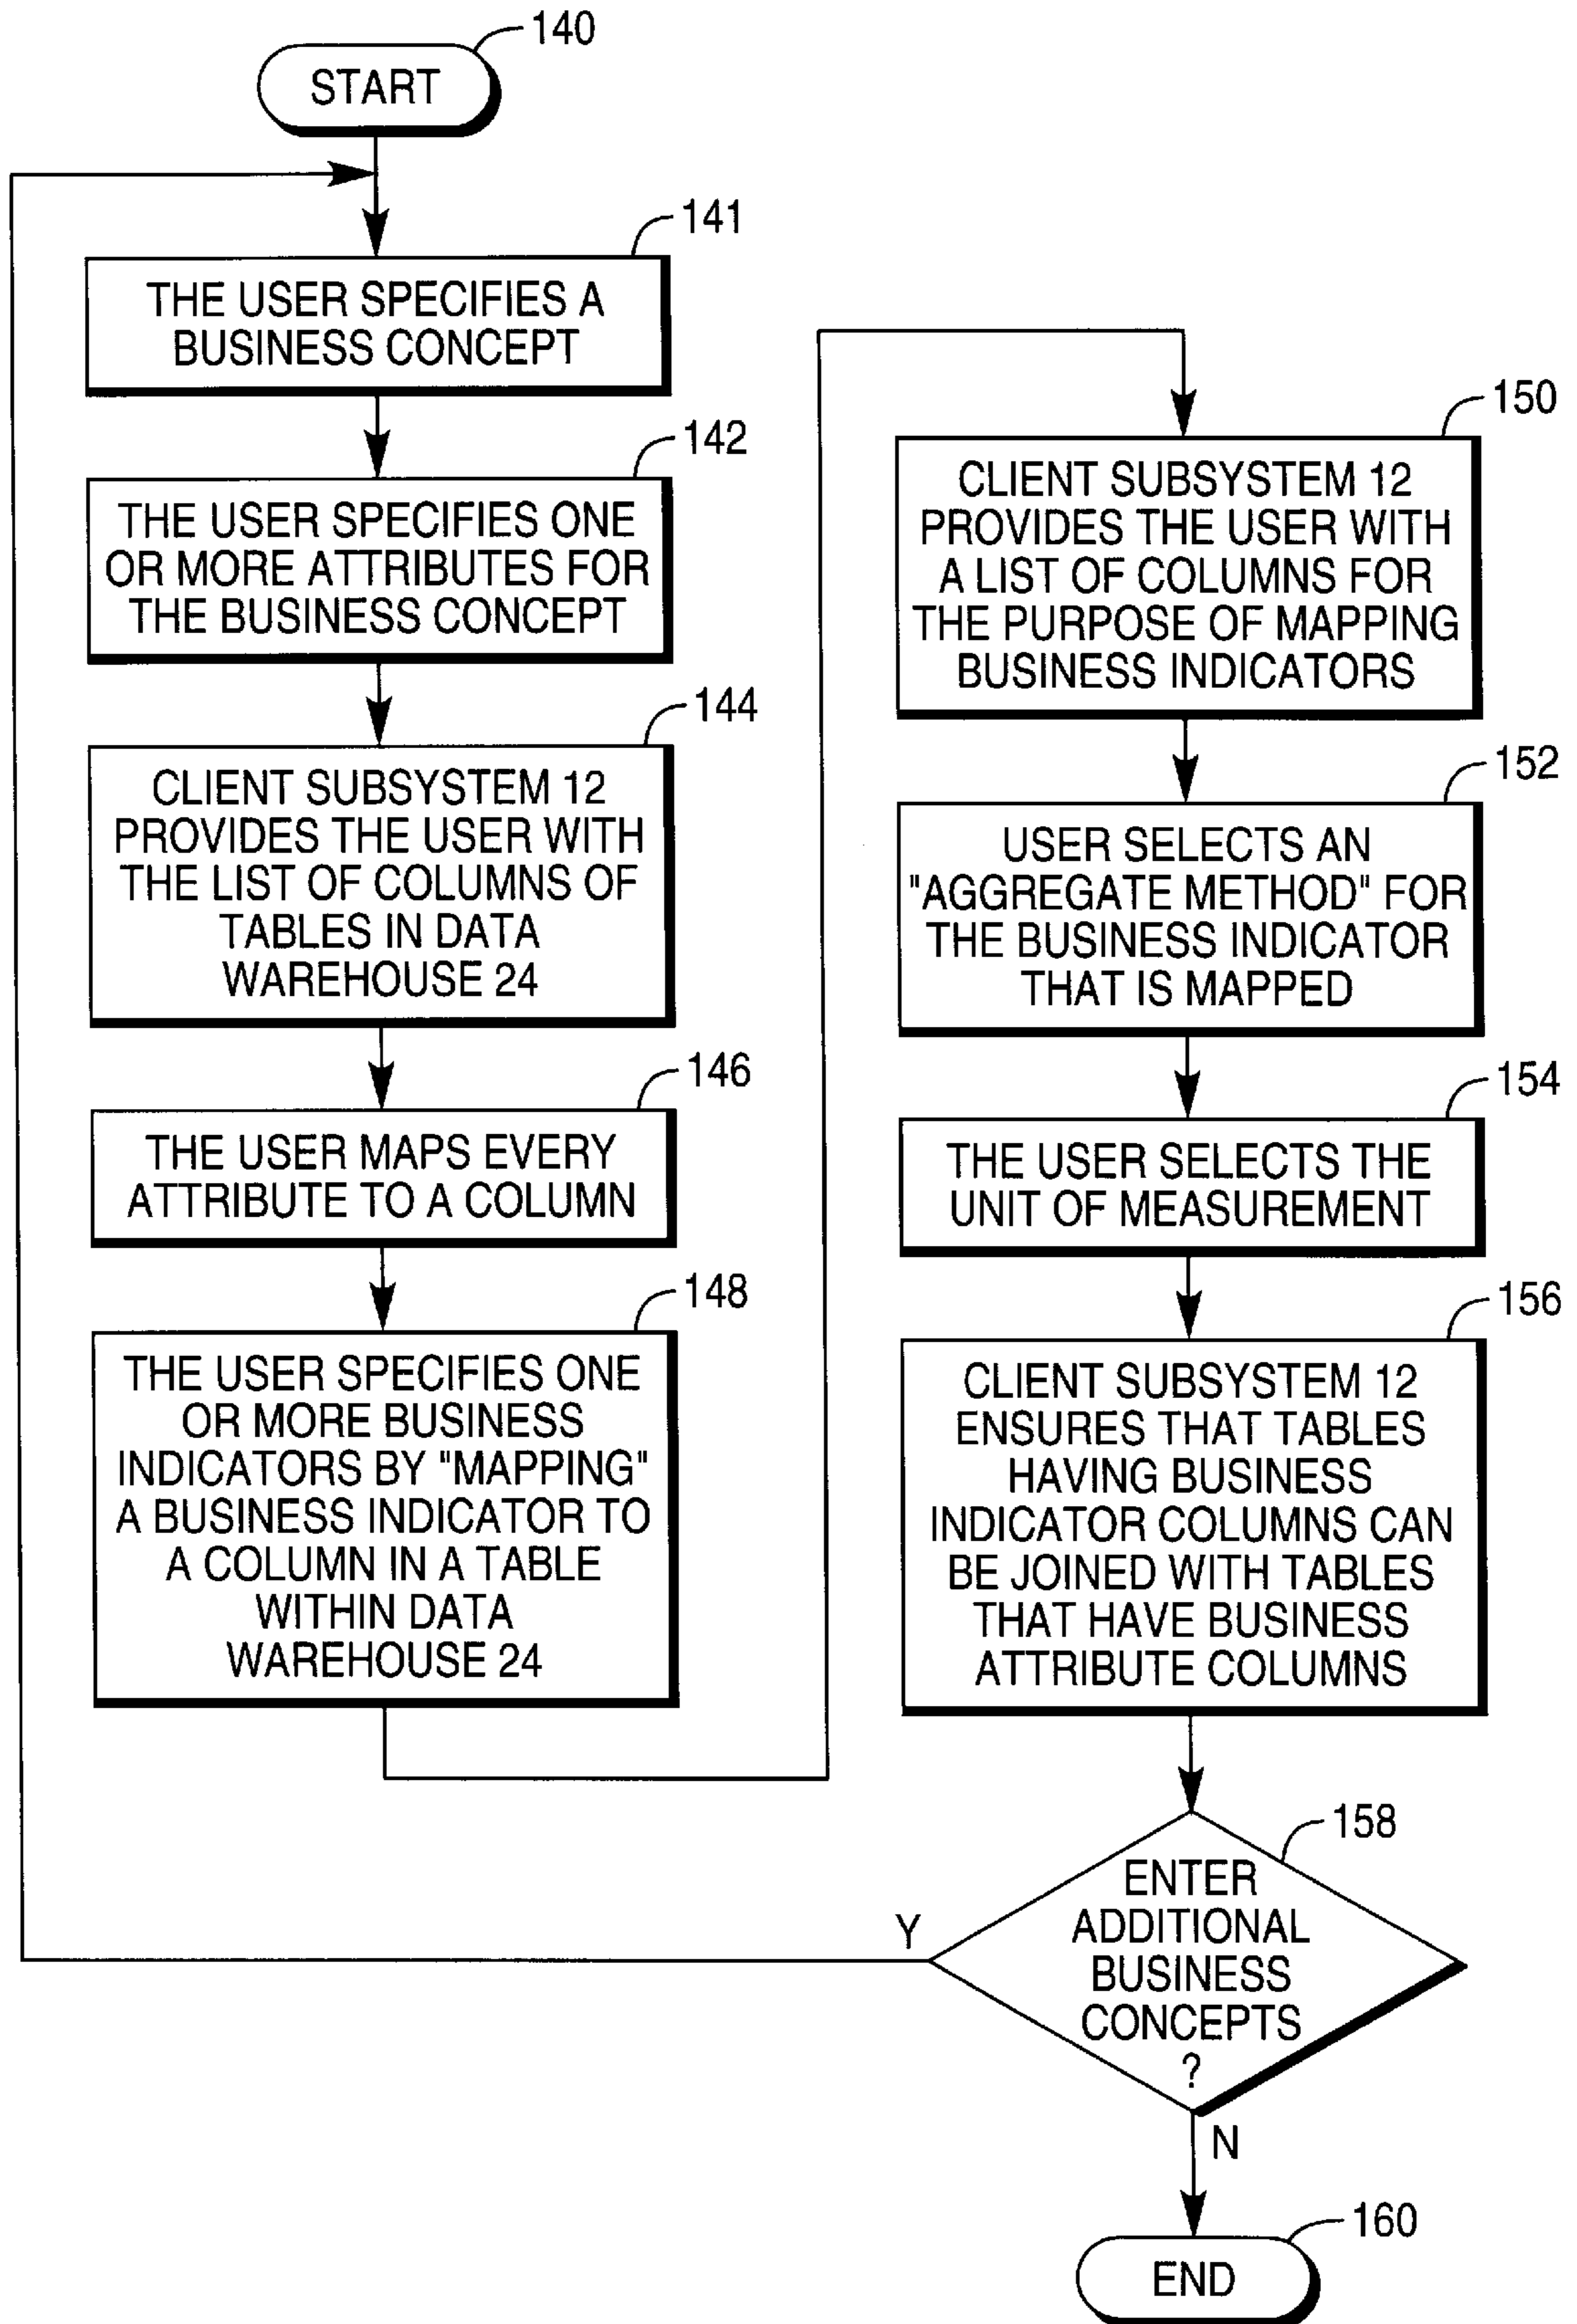 140
START
141
THE USER SPECIFIES A
BUSINESS CONCEPT
142
THE USER SPECIFIES ONE
OR MORE ATTRIBUTES FOR
THE BUSINESS CONCEPT
144
CLIENT SUBSYSTEM 12
PROVIDES THE USER WITH
THE LIST OF COLUMNS OF
TABLES IN DATA
WAREHOUSE 24
146
THE USER MAPS EVERY
ATTRIBUTE TO A COLUMN
148
THE USER SPECIFIES ONE
OR MORE BUSINESS
INDICATORS BY "MAPPING"
A BUSINESS INDICATOR TO
A COLUMN IN A TABLE
WITHIN DATA
WAREHOUSE 24
150
CLIENT SUBSYSTEM 12
PROVIDES THE USER WITH
A LIST OF COLUMNS FOR
THE PURPOSE OF MAPPING
BUSINESS INDICATORS
152
USER SELECTS AN
"AGGREGATE METHOD" FOR
THE BUSINESS INDICATOR
THAT IS MAPPED
154
THE USER SELECTS THE
UNIT OF MEASUREMENT
156
CLIENT SUBSYSTEM 12
ENSURES THAT TABLES
HAVING BUSINESS
INDICATOR COLUMNS CAN
BE JOINED WITH TABLES
THAT HAVE BUSINESS
ATTRIBUTE COLUMNS
158
ENTER
ADDITIONAL
BUSINESS
CONCEPTS
?
Y
N
160
END